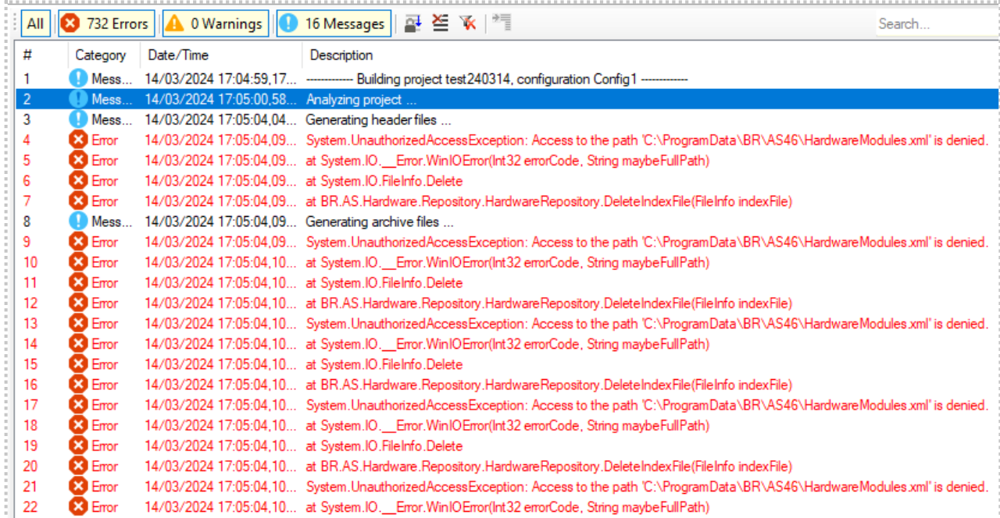 All 732 Errors 0 Warnings 16 Messages Search...
# Category Date/Time Description
1 Mess... 14/03/2024 17:04:59,17... ------------- Building project test240314, configuration Config1 -------------
2 Mess... 14/03/2024 17:05:00,58... Analyzing project ...
3 Mess... 14/03/2024 17:05:04,04... Generating header files ...
4 Error 14/03/2024 17:05:04,09... System.UnauthorizedAccessException: Access to the path 'C:\ProgramData\BR\AS46\HardwareModules.xml' is denied.
5 Error 14/03/2024 17:05:04,09... at System.IO.__Error.WinIOError(Int32 errorCode, String maybeFullPath)
6 Error 14/03/2024 17:05:04,09... at System.IO.FileInfo.Delete
7 Error 14/03/2024 17:05:04,09... at BR.AS.Hardware.Repository.HardwareRepository.DeleteIndexFile(FileInfo indexFile)
8 Mess... 14/03/2024 17:05:04,09... Generating archive files ...
9 Error 14/03/2024 17:05:04,09... System.UnauthorizedAccessException: Access to the path 'C:\ProgramData\BR\AS46\HardwareModules.xml' is denied.
10 Error 14/03/2024 17:05:04,10... at System.IO.__Error.WinIOError(Int32 errorCode, String maybeFullPath)
11 Error 14/03/2024 17:05:04,10... at System.IO.FileInfo.Delete
12 Error 14/03/2024 17:05:04,10... at BR.AS.Hardware.Repository.HardwareRepository.DeleteIndexFile(FileInfo indexFile)
13 Error 14/03/2024 17:05:04,10... System.UnauthorizedAccessException: Access to the path 'C:\ProgramData\BR\AS46\HardwareModules.xml' is denied.
14 Error 14/03/2024 17:05:04,10... at System.IO.__Error.WinIOError(Int32 errorCode, String maybeFullPath)
15 Error 14/03/2024 17:05:04,10... at System.IO.FileInfo.Delete
16 Error 14/03/2024 17:05:04,10... at BR.AS.Hardware.Repository.HardwareRepository.DeleteIndexFile(FileInfo indexFile)
17 Error 14/03/2024 17:05:04,10... System.UnauthorizedAccessException: Access to the path 'C:\ProgramData\BR\AS46\HardwareModules.xml' is denied.
18 Error 14/03/2024 17:05:04,10... at System.IO.__Error.WinIOError(Int32 errorCode, String maybeFullPath)
19 Error 14/03/2024 17:05:04,10... at System.IO.FileInfo.Delete
20 Error 14/03/2024 17:05:04,10... at BR.AS.Hardware.Repository.HardwareRepository.DeleteIndexFile(FileInfo indexFile)
21 Error 14/03/2024 17:05:04,10... System.UnauthorizedAccessException: Access to the path 'C:\ProgramData\BR\AS46\HardwareModules.xml' is denied.
22 Error 14/03/2024 17:05:04,10... at System.IO.__Error.WinIOError(Int32 errorCode, String maybeFullPath)